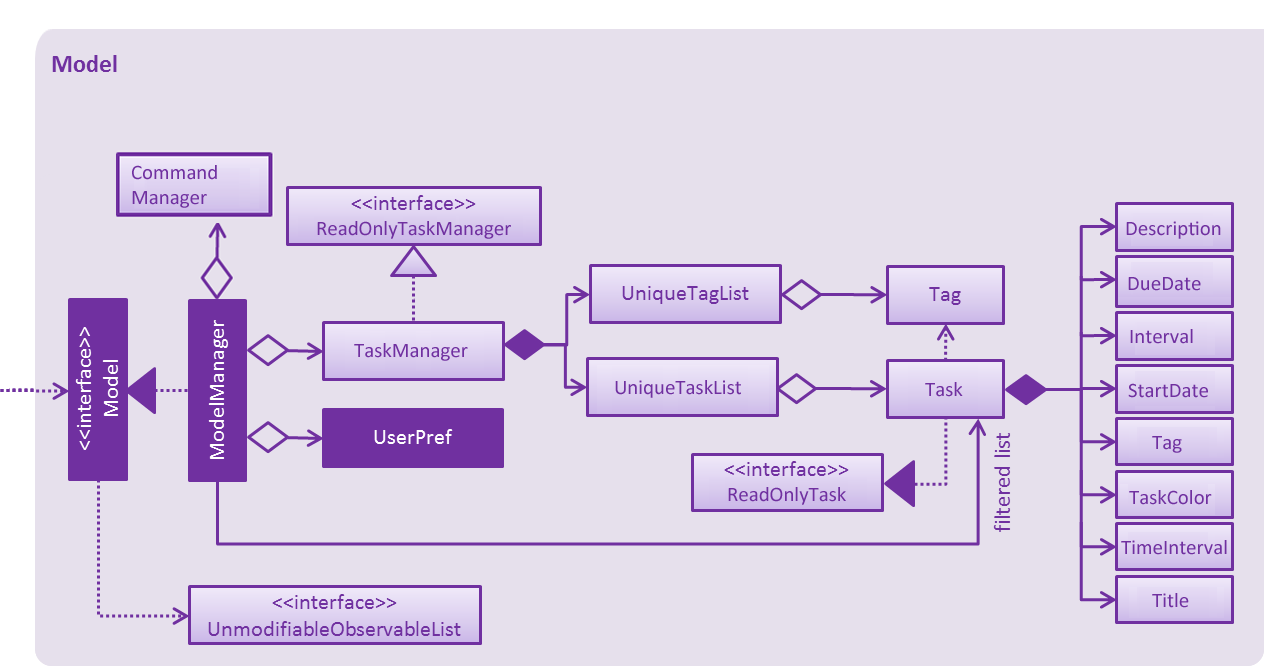 Model
Command
Manager
<<interface>>
ReadOnlyTaskManager
<<interface>>
Model
ModelManager
TaskManager
UserPref
UniqueTagList
UniqueTaskList
Tag
Task
<<interface>>
ReadOnlyTask
filtered list
Description
DueDate
Interval
StartDate
Tag
TaskColor
TimeInterval
Title
<<interface>>
UnmodifiableObservableList